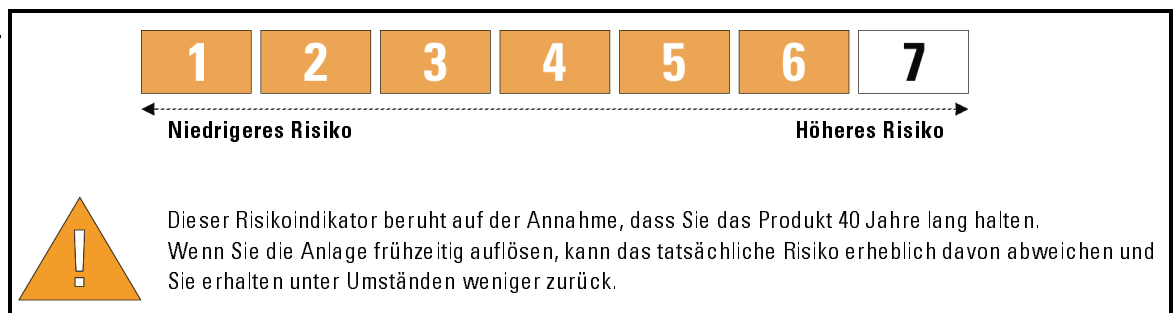 1 2 3 4 5 6 7
Niedrigeres Risiko Höheres Risiko
Dieser Risikoindikator beruht auf der Annahme, dass Sie das Produkt 40 Jahre lang halten.
Wenn Sie die Anlage frühzeitig auflösen, kann das tatsächliche Risiko erheblich davon abweichen und
Sie erhalten unter Umständen weniger zurück.